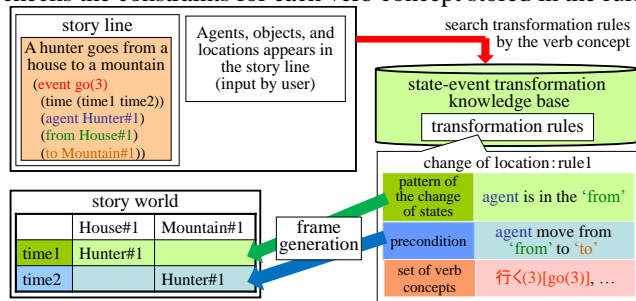 story line
A hunter goes from a
house to a mountain
(event go(3)
(time (time1 time2))
(agent Hunter#1)
(from House#1)
(to Mountain#1))
Agents, objects, and
locations appears in
the story line
(input by user)
search transformation rules
by the verb concept
state-event transformation
knowledge base
transformation rules
change of location:rule1
pattern of
the change
of states
agent is in the ‘from’
precondition
agent move from
‘from’ to ‘to’
set of verb
concepts
行く(3)[go(3)], …
story world
House#1 Mountain#1
time1 Hunter#1
time2 Hunter#1
frame
generation